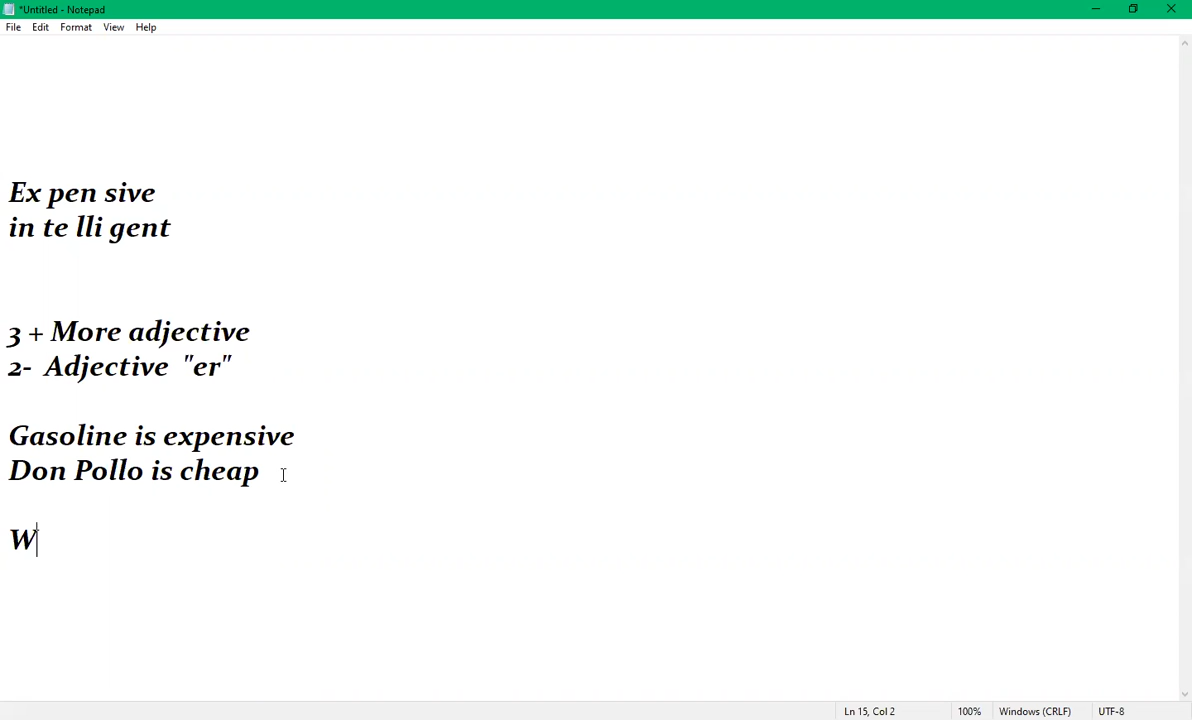 *Untitled - Notepad
File Edit Format View Help
Ex pen sive
in te lli gent
3 + More adjective
2- Adjective "er"
Gasoline is expensive
Don Pollo is cheap
W
Ln 15, Col 2 100% Windows (CRLF) UTF-8